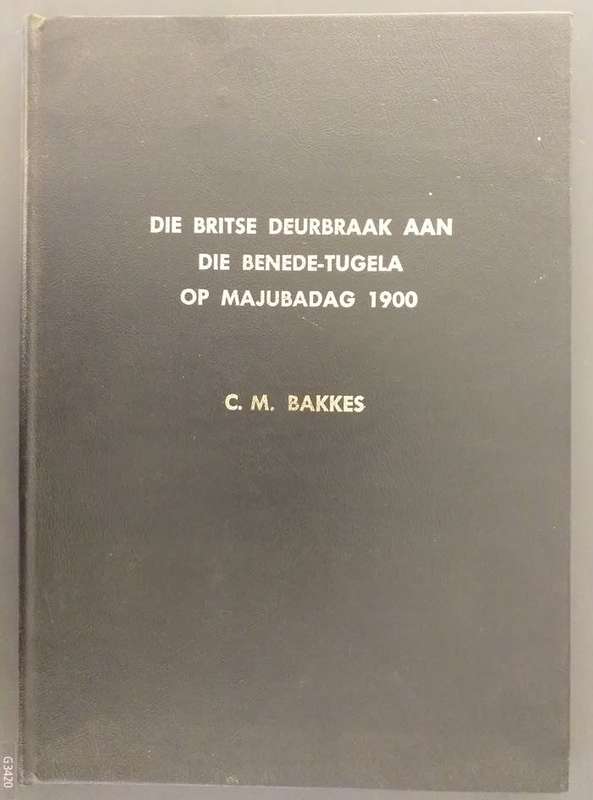 DIE BRITSE DEURBRAAK AAN
DIE BENEDE-TUGELA
OP MAJUBADAG 1900
C. M. BAKKES
G3420